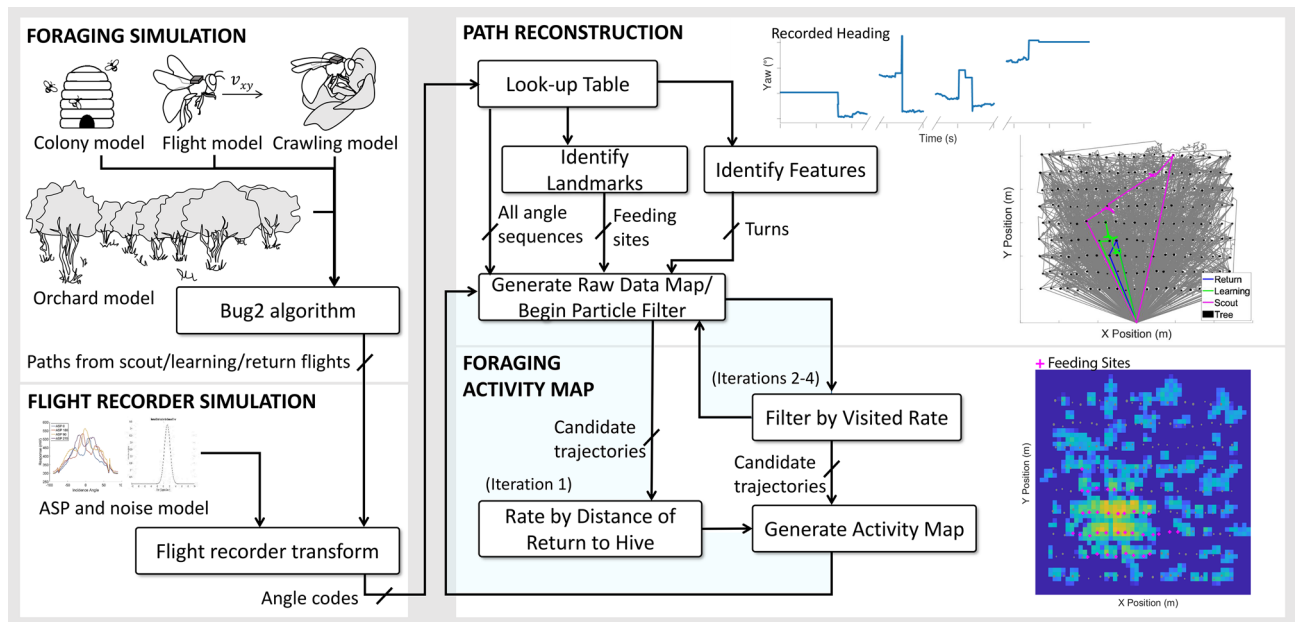 FORAGING SIMULATION
v_xy
Colony model
Flight model
Crawling model
Orchard model
Bug2 algorithm
Paths from scout/learning/return flights
FLIGHT RECORDER SIMULATION
ASP and noise model
Flight recorder transform
Angle codes
PATH RECONSTRUCTION
Look-up Table
Identify
Landmarks
Identify Features
All angle
sequences
Feeding
sites
Turns
Generate Raw Data Map/
Begin Particle Filter
Recorded Heading
Yaw (°)
Time (s)
Y Position (m)
Return
Learning
Scout
Tree
X Position (m)
FORAGING
ACTIVITY MAP
(Iterations 2-4)
Filter by Visited Rate
Candidate
trajectories
Candidate
trajectories
(Iteration 1)
Rate by Distance of
Return to Hive
Generate Activity Map
+ Feeding Sites
Y Position (m)
X Position (m)